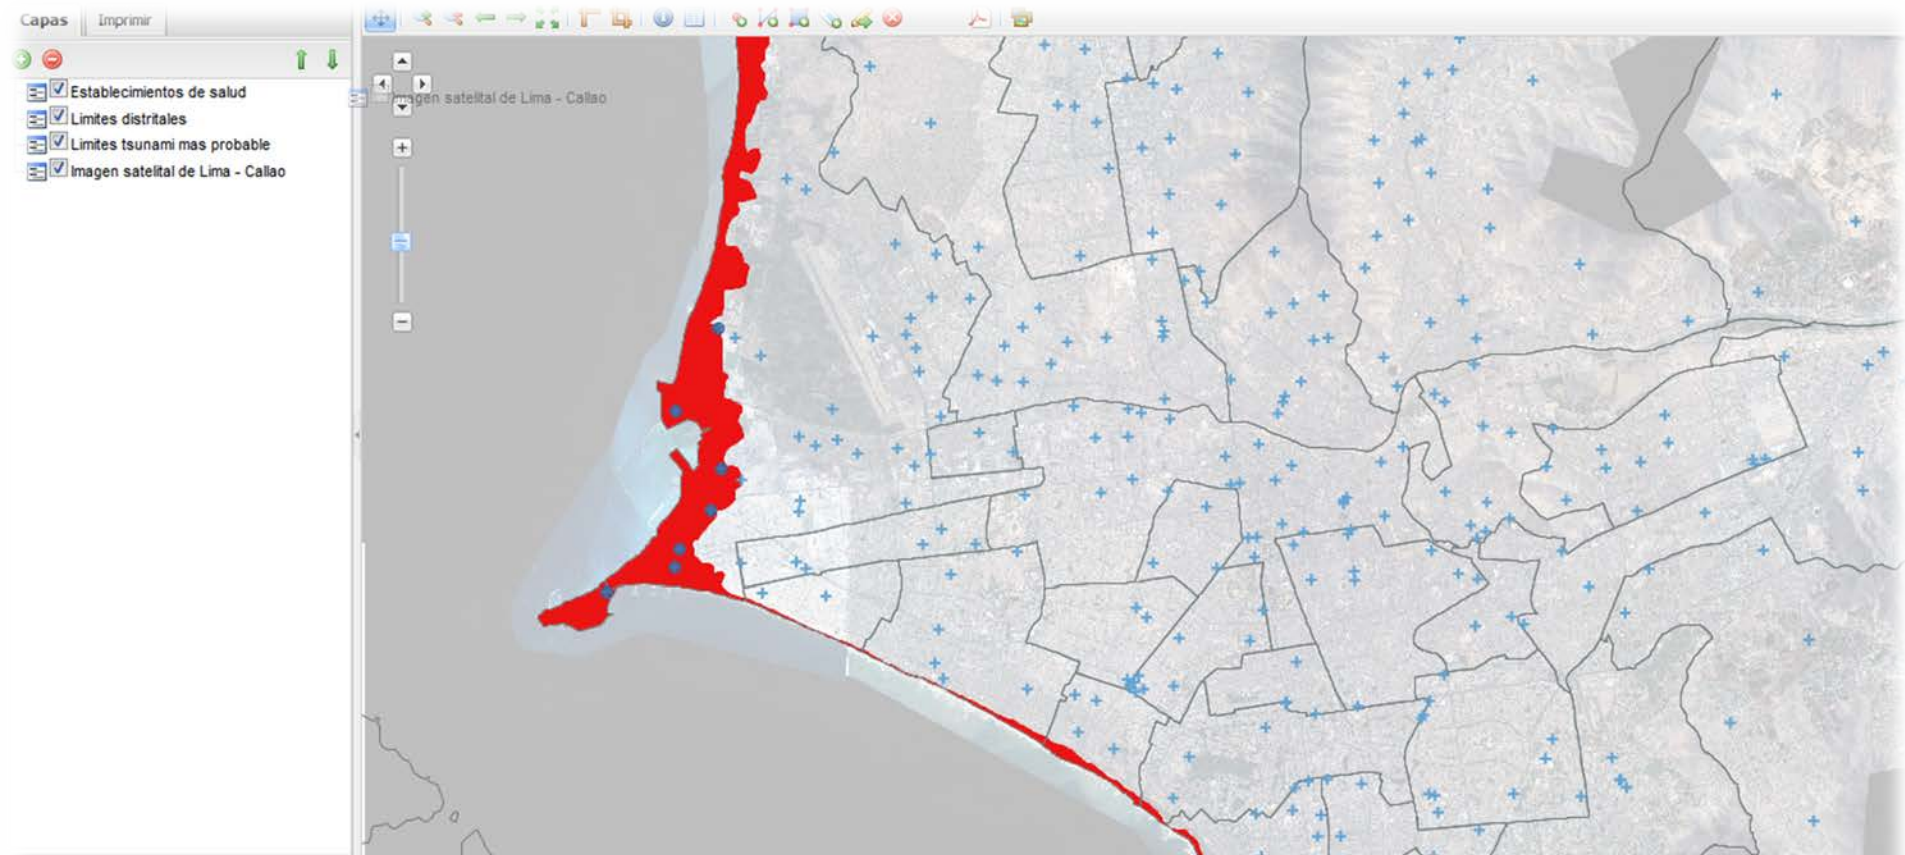 Capas Imprimir
Establecimientos de salud
Limites distritales
Limites tsunami mas probable
Imagen satelital de Lima - Callao
Imagen satelital de Lima - Callao